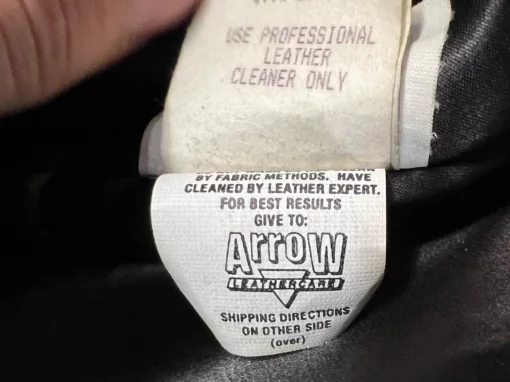 USE PROFESSIONAL
LEATHER
CLEANER ONLY
BY FABRIC METHODS. HAVE
CLEANED BY LEATHER EXPERT.
FOR BEST RESULTS
GIVE TO:
ArroW
LEATHERCARE
SHIPPING DIRECTIONS
ON OTHER SIDE
(over)